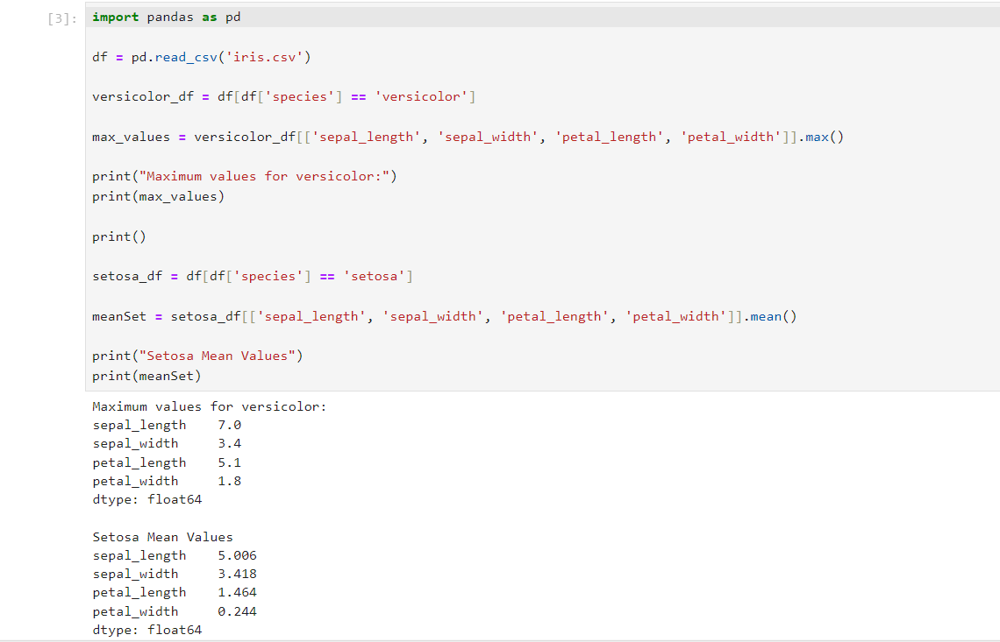 [3]:
import pandas as pd
df = pd.read_csv('iris.csv')
versicolor_df = df[df['species'] == 'versicolor']
max_values = versicolor_df[['sepal_length', 'sepal_width', 'petal_length', 'petal_width']].max()
print("Maximum values for versicolor:")
print(max_values)
print()
setosa_df = df[df['species'] == 'setosa']
meanSet = setosa_df[['sepal_length', 'sepal_width', 'petal_length', 'petal_width']].mean()
print("Setosa Mean Values")
print(meanSet)
Maximum values for versicolor:
sepal_length    7.0
sepal_width     3.4
petal_length    5.1
petal_width     1.8
dtype: float64
Setosa Mean Values
sepal_length    5.006
sepal_width     3.418
petal_length    1.464
petal_width     0.244
dtype: float64